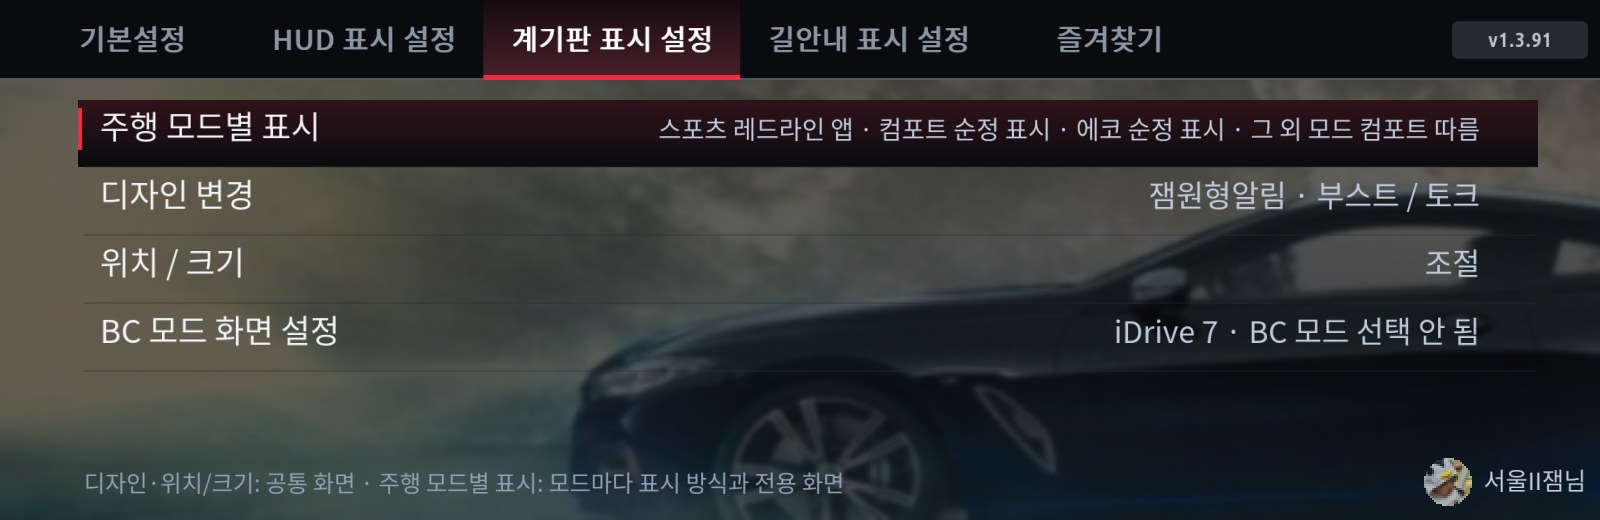 기본설정 HUD 표시 설정 계기판 표시 설정 길안내 표시 설정 즐겨찾기 v1.3.91
주행 모드별 표시 스포츠 레드라인 앱 · 컴포트 순정 표시 · 에코 순정 표시 · 그 외 모드 컴포트 따름
디자인 변경 잼원형알림 · 부스트 / 토크
위치 / 크기 조절
BC 모드 화면 설정 iDrive 7 · BC 모드 선택 안 됨
디자인·위치/크기: 공통 화면 · 주행 모드별 표시: 모드마다 표시 방식과 전용 화면 서울II잼님